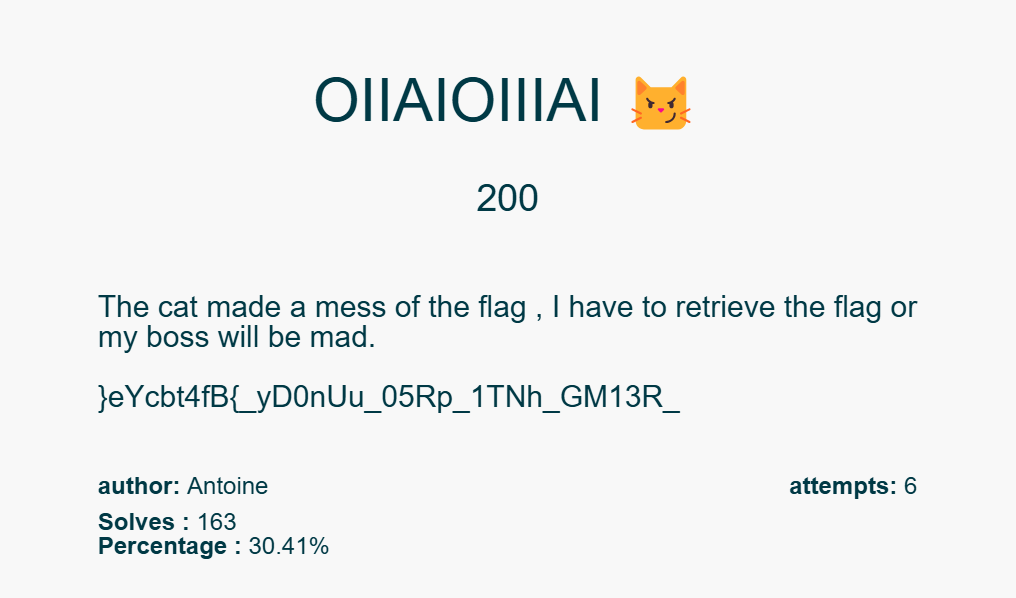 OIIAIOIIIAI 😼
200
The cat made a mess of the flag , I have to retrieve the flag or
my boss will be mad.
}eYcbt4fB{_yD0nUu_05Rp_1TNh_GM13R_
author: Antoine
attempts: 6
Solves : 163
Percentage : 30.41%